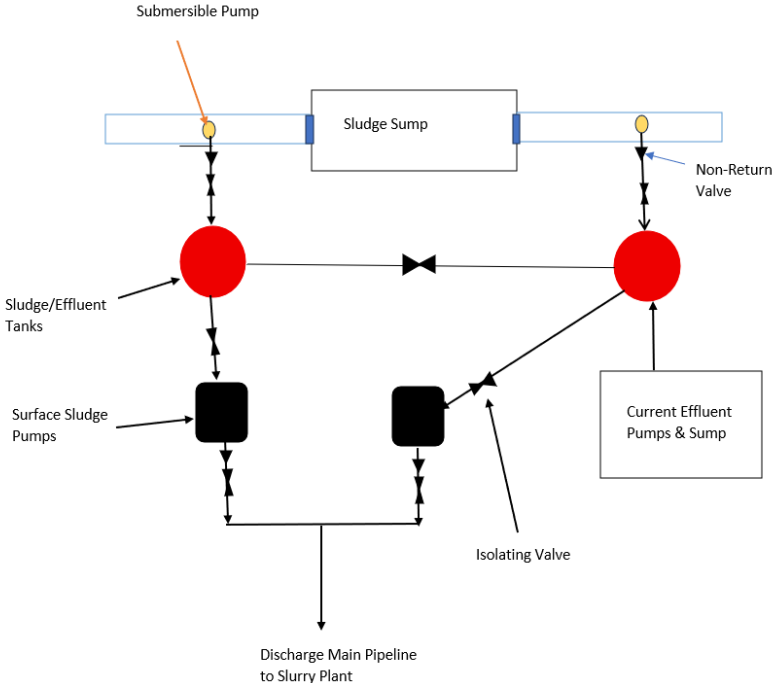 Submersible Pump
Sludge Sump
Non-Return
Valve
Sludge/Effluent
Tanks
Surface Sludge
Pumps
Current Effluent
Pumps & Sump
Isolating Valve
Discharge Main Pipeline
to Slurry Plant